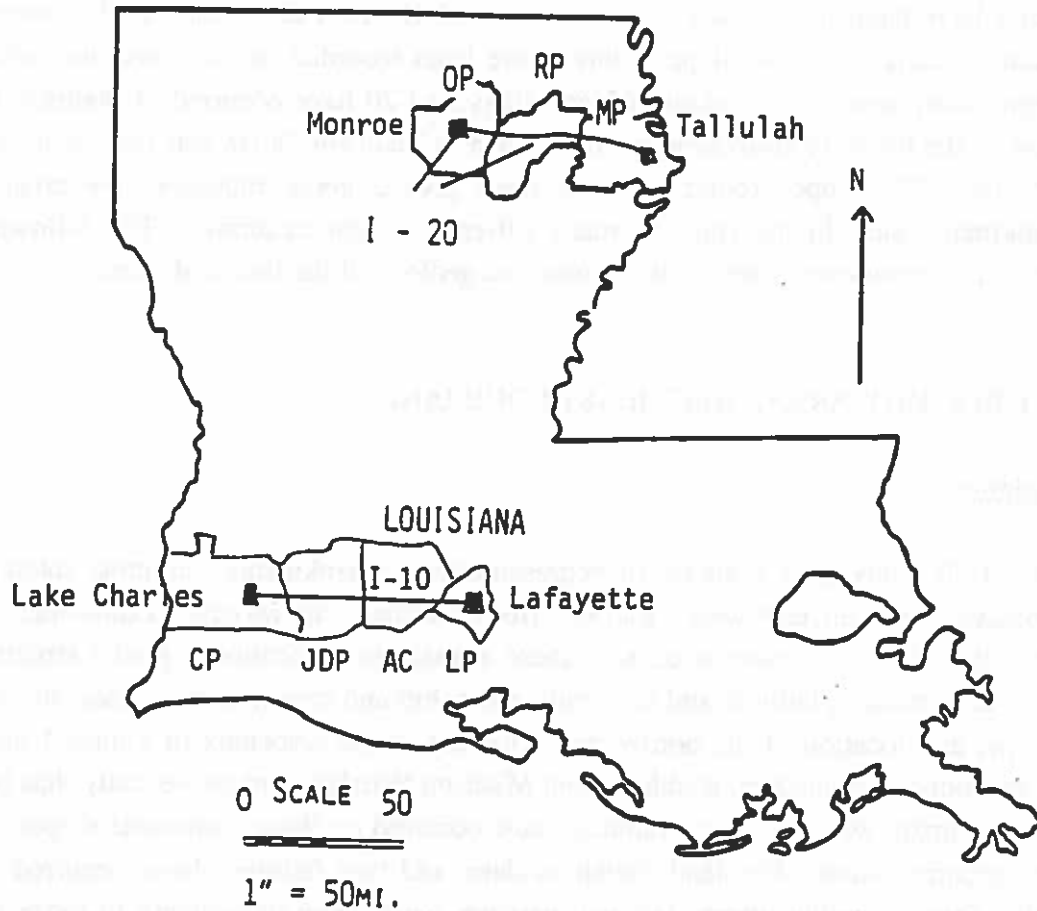 OP RP
MP
Monroe Tallulah
I - 20
N
LOUISIANA
I-10
Lake Charles Lafayette
CP JDP AC LP
0 SCALE 50
1" = 50MI.